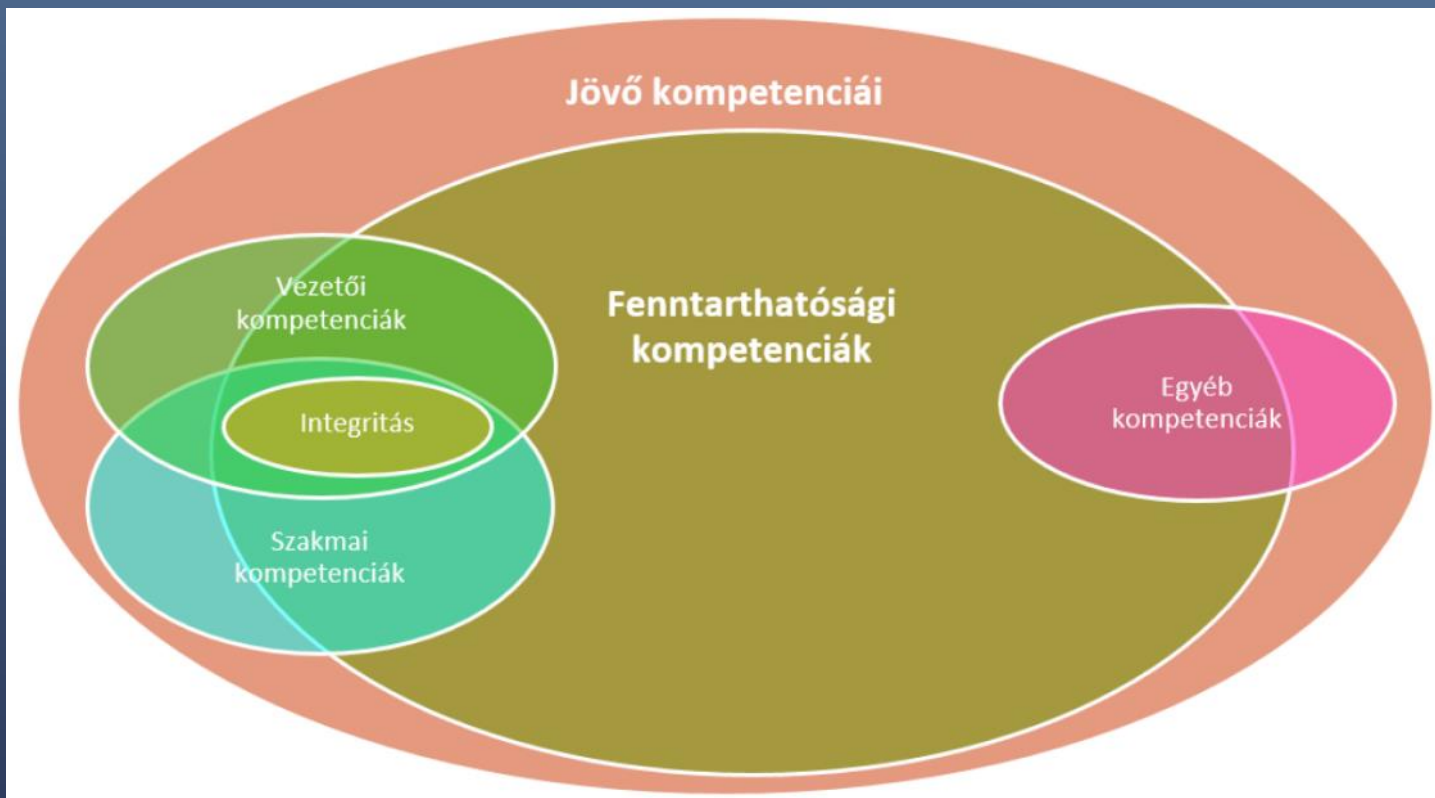 Jövő kompetenciái
Vezetői
kompetenciák
Fenntarthatósági
kompetenciák
Integritás
Egyéb
kompetenciák
Szakmai
kompetenciák